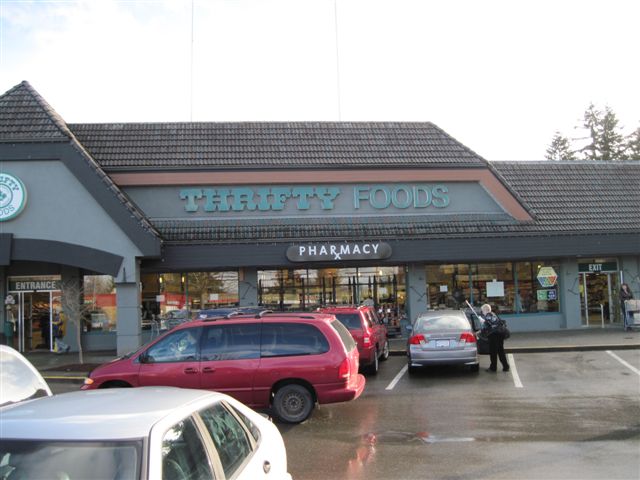 THRIFTY FOODS
PHARMACY
ENTRANCE
EXIT